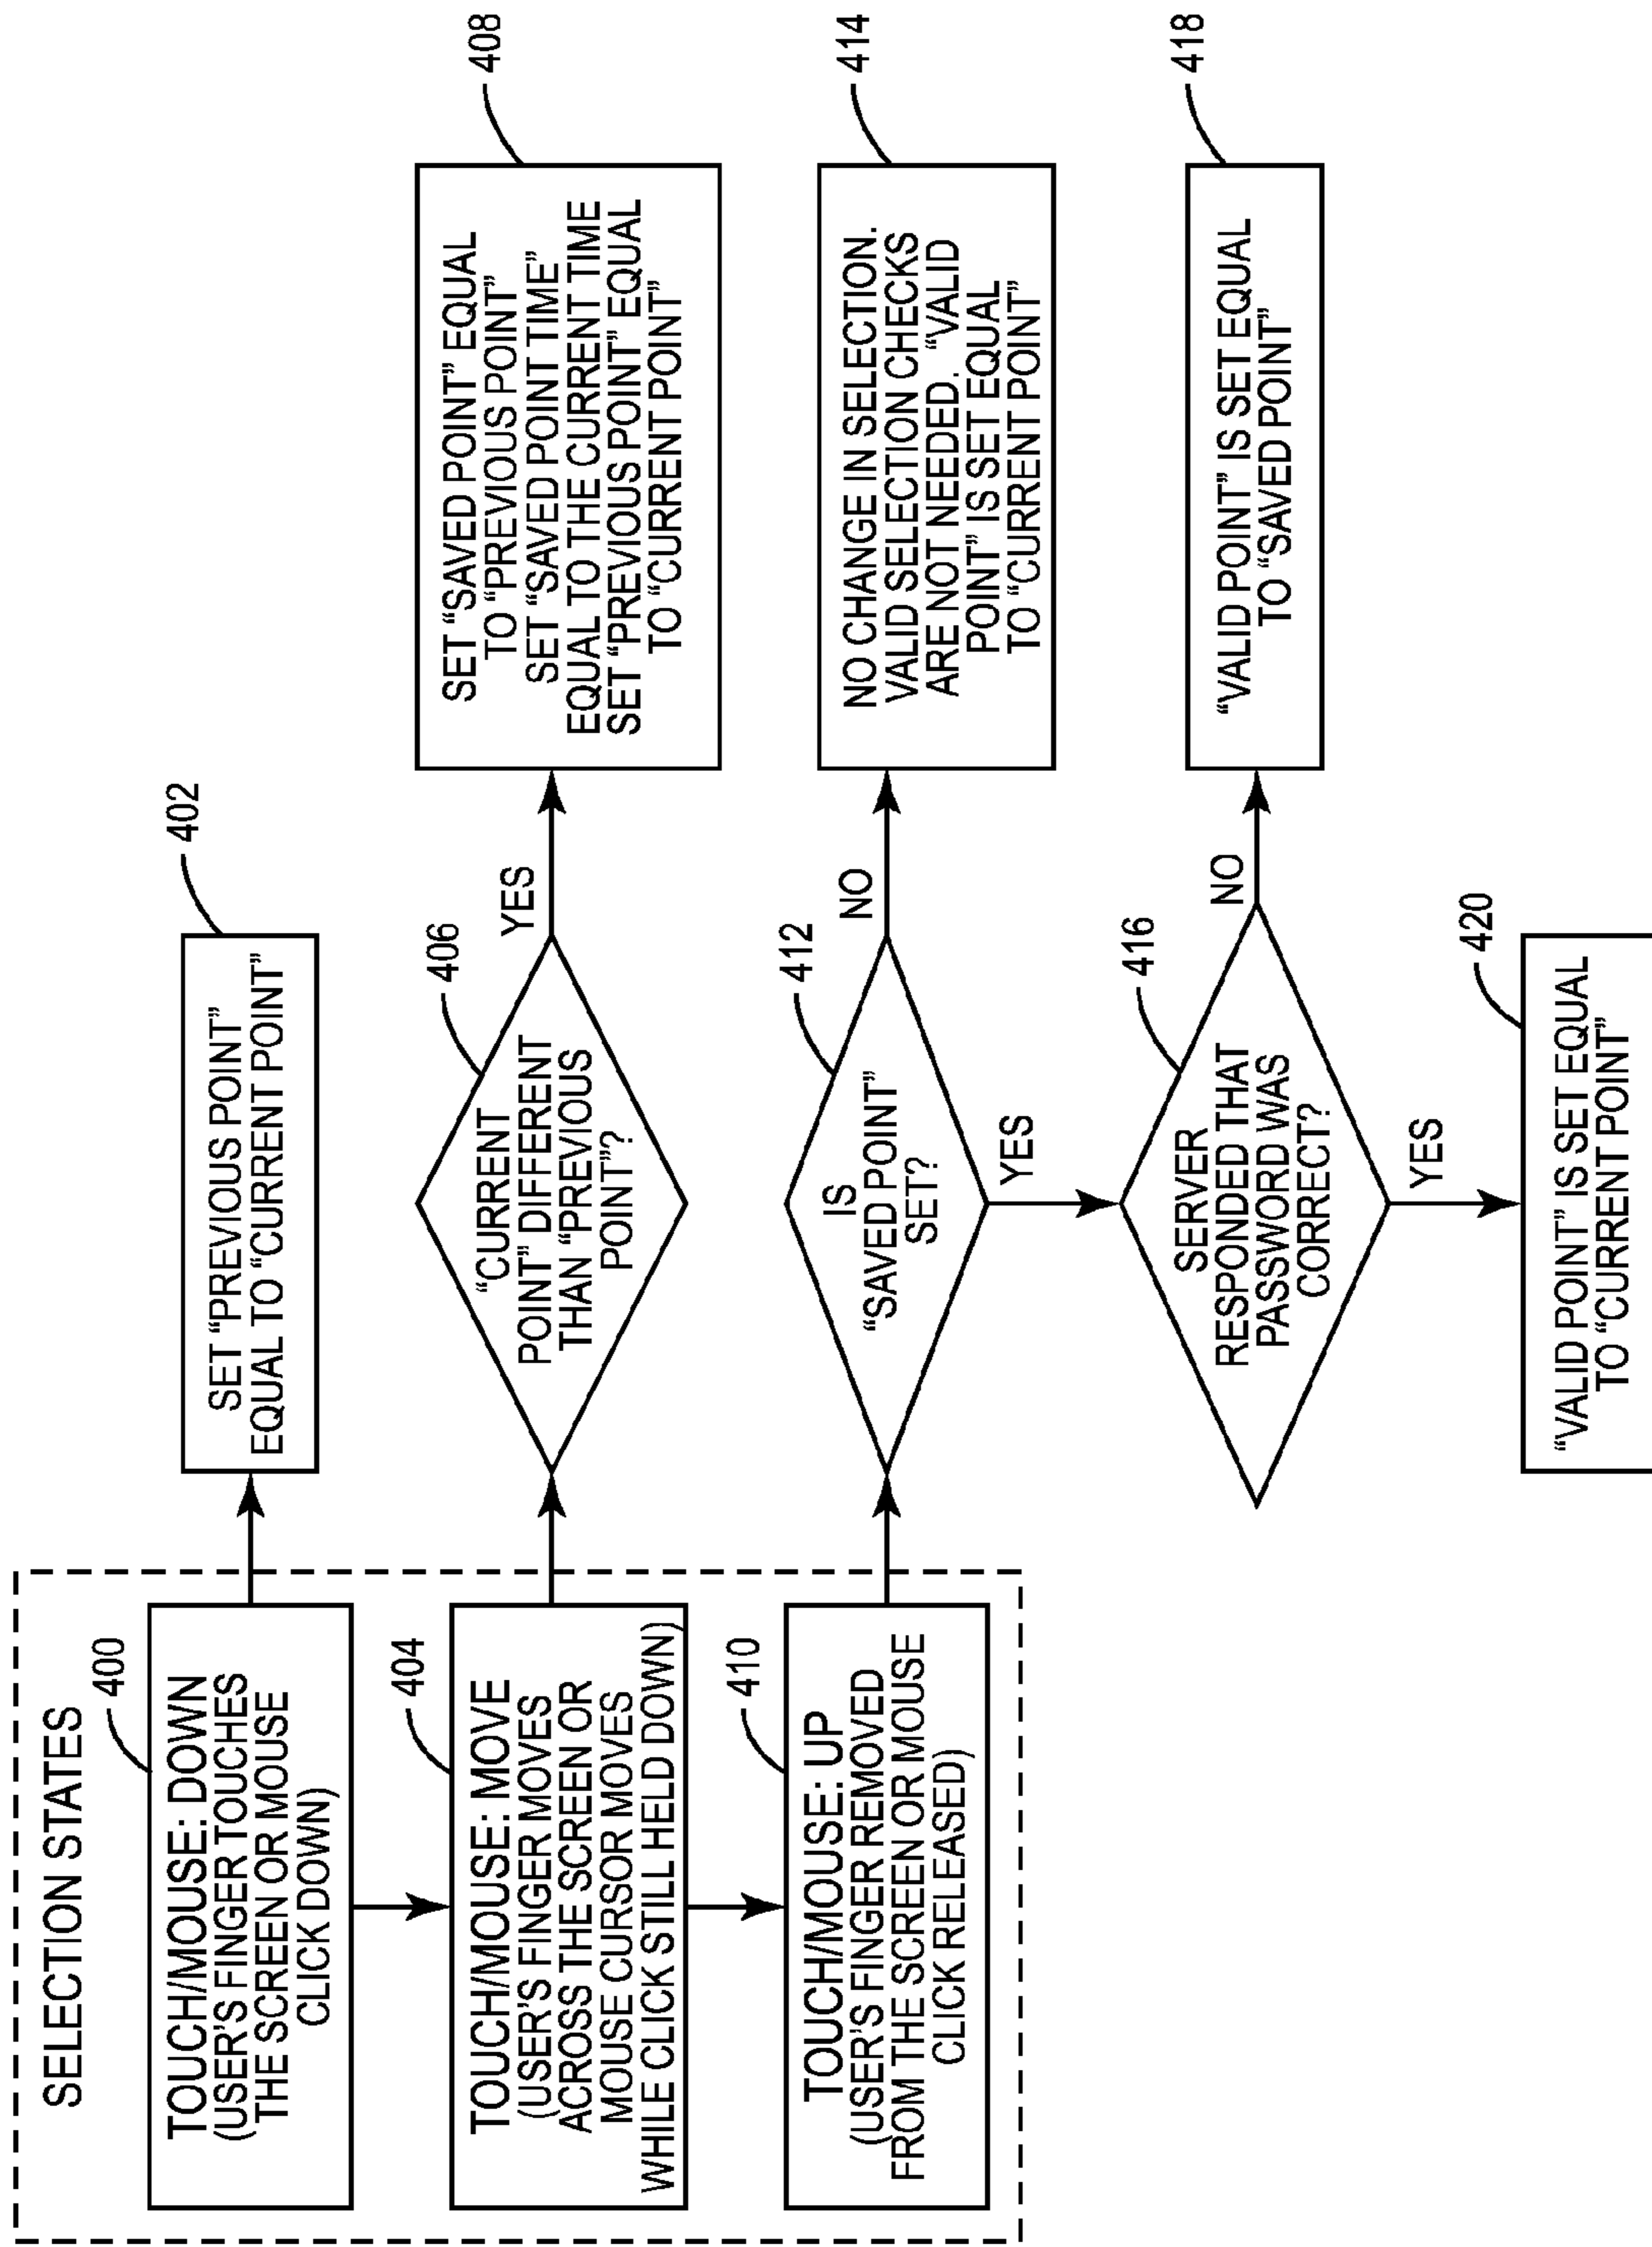 SELECTION STATES
400
TOUCH/MOUSE: DOWN
(USER'S FINGER TOUCHES
THE SCREEN OR MOUSE
CLICK DOWN)
402
SET “PREVIOUS POINT”
EQUAL TO “CURRENT POINT”
404
TOUCH/MOUSE: MOVE
(USER'S FINGER MOVES
ACROSS THE SCREEN OR
MOUSE CURSOR MOVES
WHILE CLICK STILL HELD DOWN)
406
“CURRENT
POINT” DIFFERENT
THAN “PREVIOUS
POINT”?
YES
408
SET “SAVED POINT” EQUAL
TO “PREVIOUS POINT”
SET “SAVED POINT TIME”
EQUAL TO THE CURRENT TIME
SET “PREVIOUS POINT” EQUAL
TO “CURRENT POINT”
410
TOUCH/MOUSE: UP
(USER'S FINGER REMOVED
FROM THE SCREEN OR MOUSE
CLICK RELEASED)
412
IS
“SAVED POINT”
SET?
NO
YES
414
NO CHANGE IN SELECTION.
VALID SELECTION CHECKS
ARE NOT NEEDED. “VALID
POINT” IS SET EQUAL
TO “CURRENT POINT”
416
SERVER
RESPONDED THAT
PASSWORD WAS
CORRECT?
NO
YES
418
“VALID POINT” IS SET EQUAL
TO “SAVED POINT”
420
“VALID POINT” IS SET EQUAL
TO “CURRENT POINT”